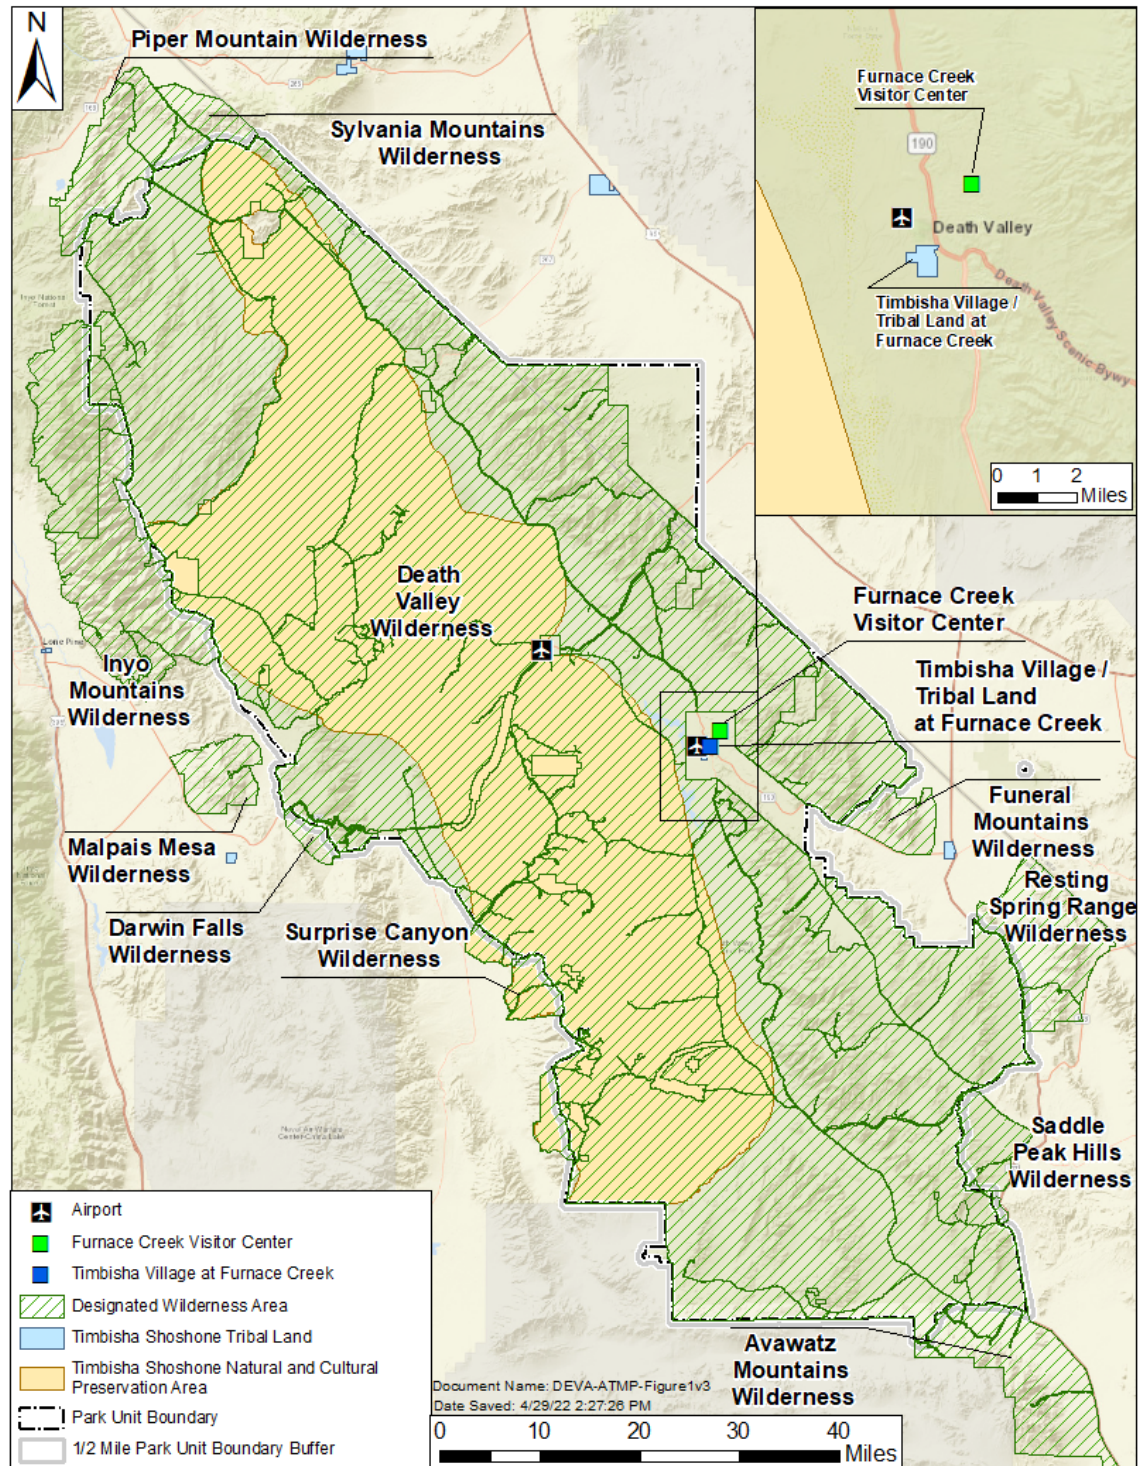 N
Piper Mountain Wilderness
Sylvania Mountains
Wilderness
Furnace Creek
Visitor Center
190
Death Valley
Death Valley Scenic Bywy
Timbisha Village /
Tribal Land at
Furnace Creek
0 1 2
Miles
Death
Valley
Wilderness
Furnace Creek
Visitor Center
Timbisha Village /
Tribal Land
at Furnace Creek
Lone Pine
Inyo
Mountains
Wilderness
Malpais Mesa
Wilderness
Darwin Falls
Wilderness
Surprise Canyon
Wilderness
Funeral
Mountains
Wilderness
Resting
Spring Range
Wilderness
Saddle
Peak Hills
Wilderness
Avawatz
Mountains
Wilderness
Airport
Furnace Creek Visitor Center
Timbisha Village at Furnace Creek
Designated Wilderness Area
Timbisha Shoshone Tribal Land
Timbisha Shoshone Natural and Cultural
Preservation Area
Park Unit Boundary
1/2 Mile Park Unit Boundary Buffer
Document Name: DEVA-ATMP-Figure1v3
Date Saved: 4/29/22 2:27:26 PM
0 10 20 30 40
Miles